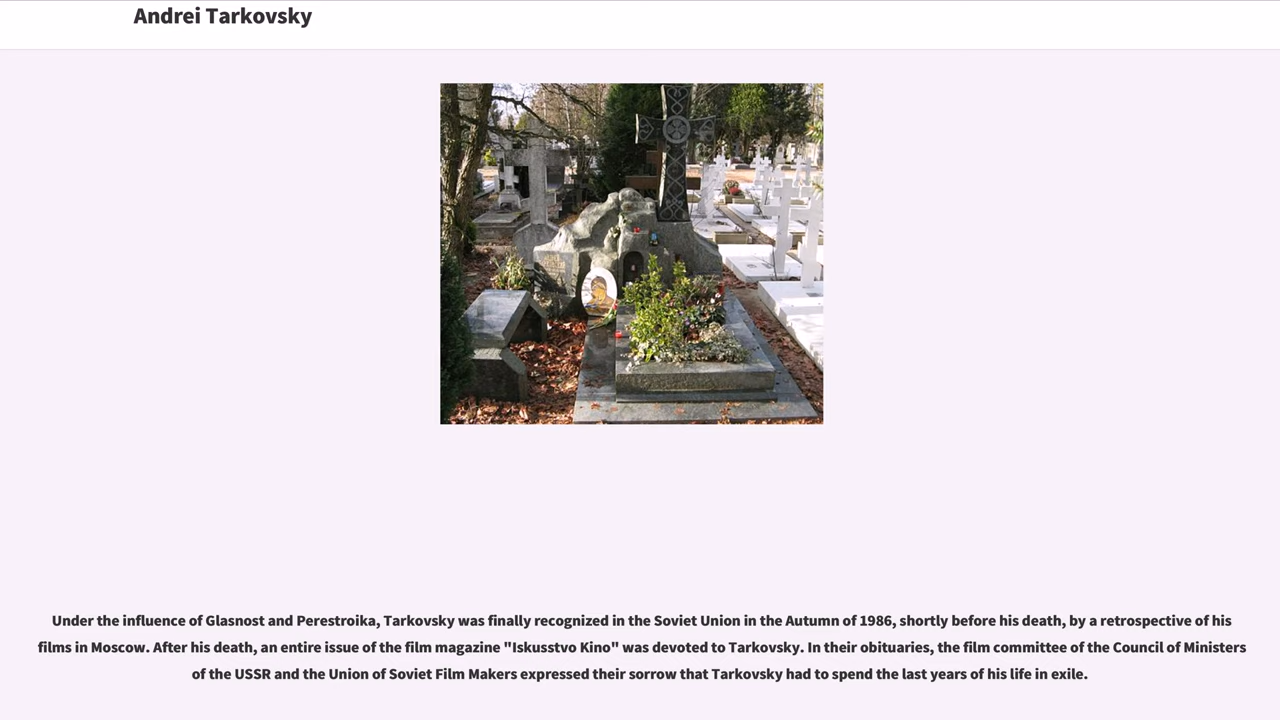 Andrei Tarkovsky
Under the influence of Glasnost and Perestroika, Tarkovsky was finally recognized in the Soviet Union in the Autumn of 1986, shortly before his death, by a retrospective of his
films in Moscow. After his death, an entire issue of the film magazine "Iskusstvo Kino" was devoted to Tarkovsky. In their obituaries, the film committee of the Council of Ministers
of the USSR and the Union of Soviet Film Makers expressed their sorrow that Tarkovsky had to spend the last years of his life in exile.